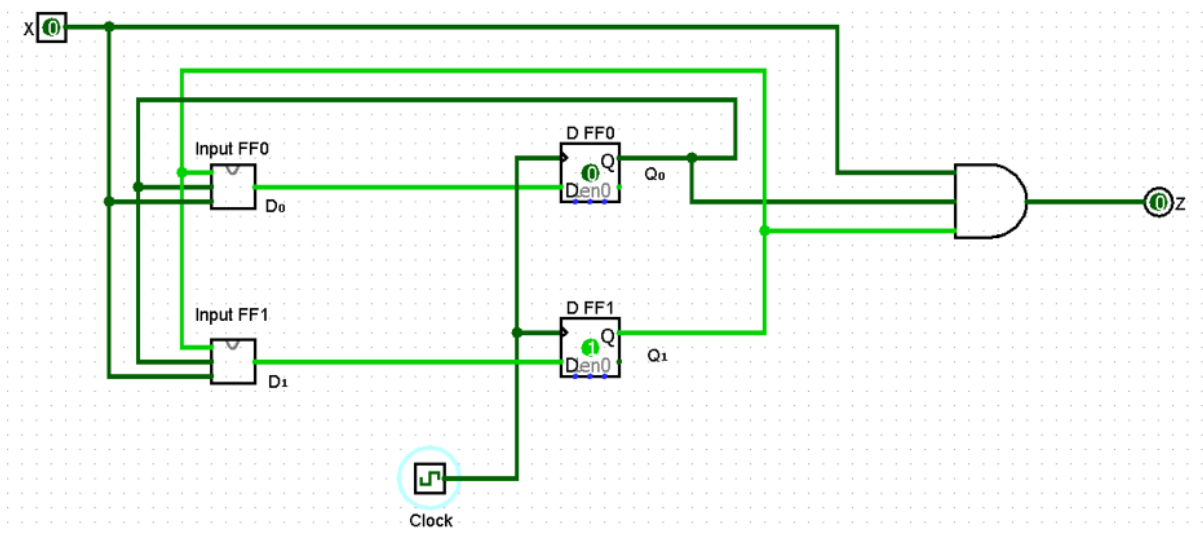 X 0
Input FF0
D₀
D FF0
Q
0
D en0
Q₀
0 Z
Input FF1
D₁
D FF1
Q
1
D en0
Q₁
Clock